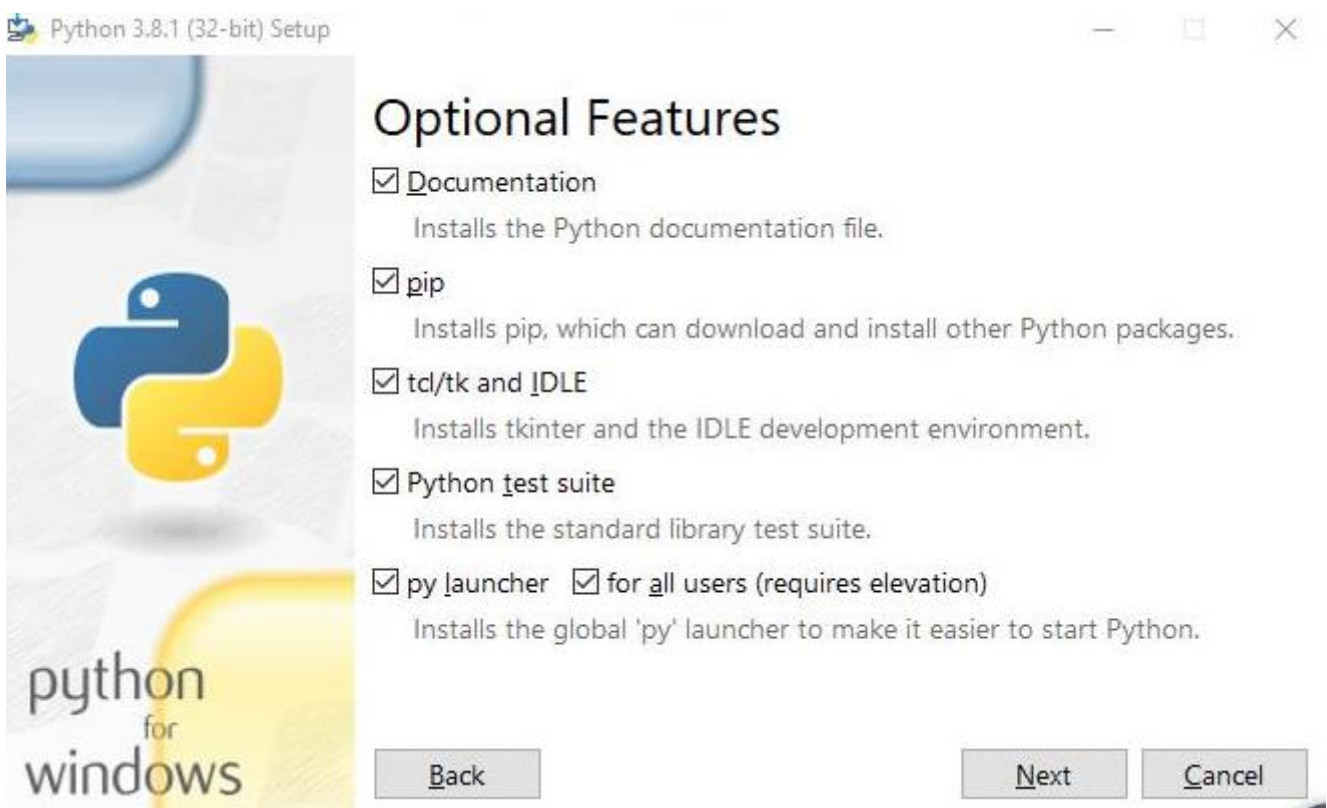 Python 3.8.1 (32-bit) Setup
Optional Features
Documentation
Installs the Python documentation file.
pip
Installs pip, which can download and install other Python packages.
tcl/tk and IDLE
Installs tkinter and the IDLE development environment.
Python test suite
Installs the standard library test suite.
py launcher for all users (requires elevation)
Installs the global 'py' launcher to make it easier to start Python.
python
for
windows
Back Next Cancel